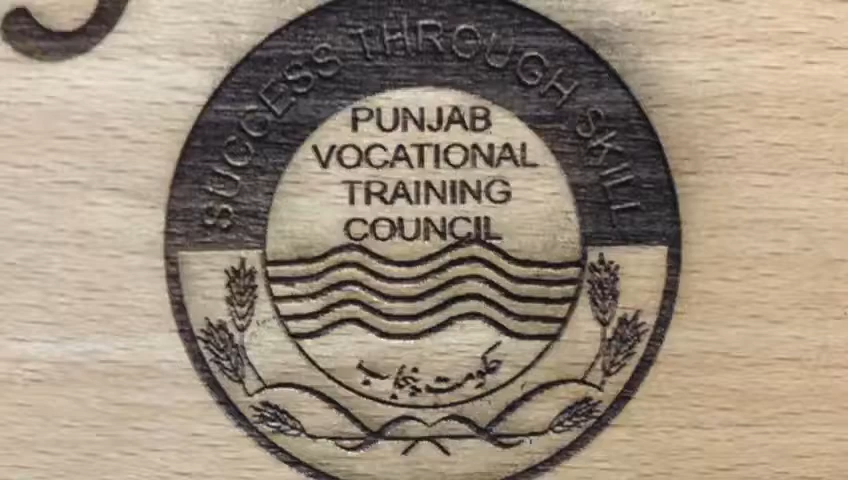 SUCCESS THROUGH SKILL
PUNJAB
VOCATIONAL
TRAINING
COUNCIL
حکومت پنجاب